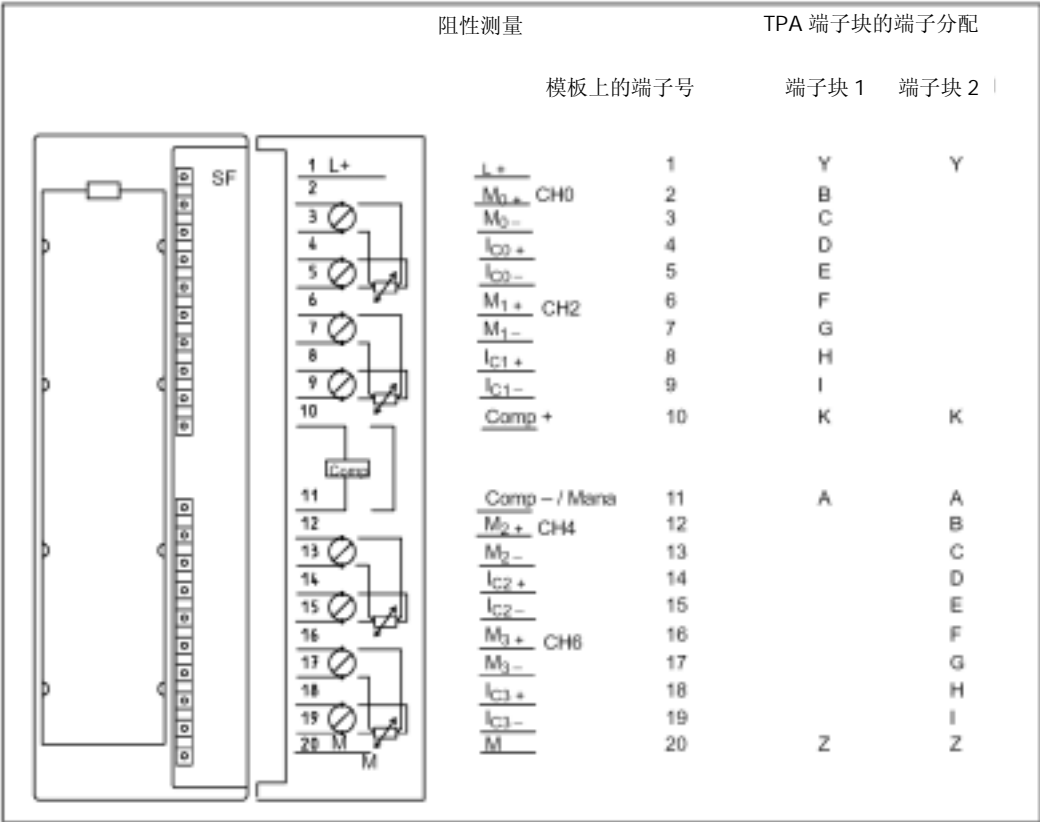 阻性测量 TPA 端子块的端子分配
模板上的端子号 端子块 1 端子块 2
SF
1 L+
2
3
4
5
6
7
8
9
10
Comp
11
12
13
14
15
16
17
18
19
20 M
M
L + 1 Y Y
M0 + CH0 2 B
M0 – 3 C
IC0 + 4 D
IC0 – 5 E
M1 + CH2 6 F
M1 – 7 G
IC1 + 8 H
IC1 – 9 I
Comp + 10 K K
Comp – / Mana 11 A A
M2 + CH4 12 B
M2 – 13 C
IC2 + 14 D
IC2 – 15 E
M3 + CH6 16 F
M3 – 17 G
IC3 + 18 H
IC3 – 19 I
M 20 Z Z